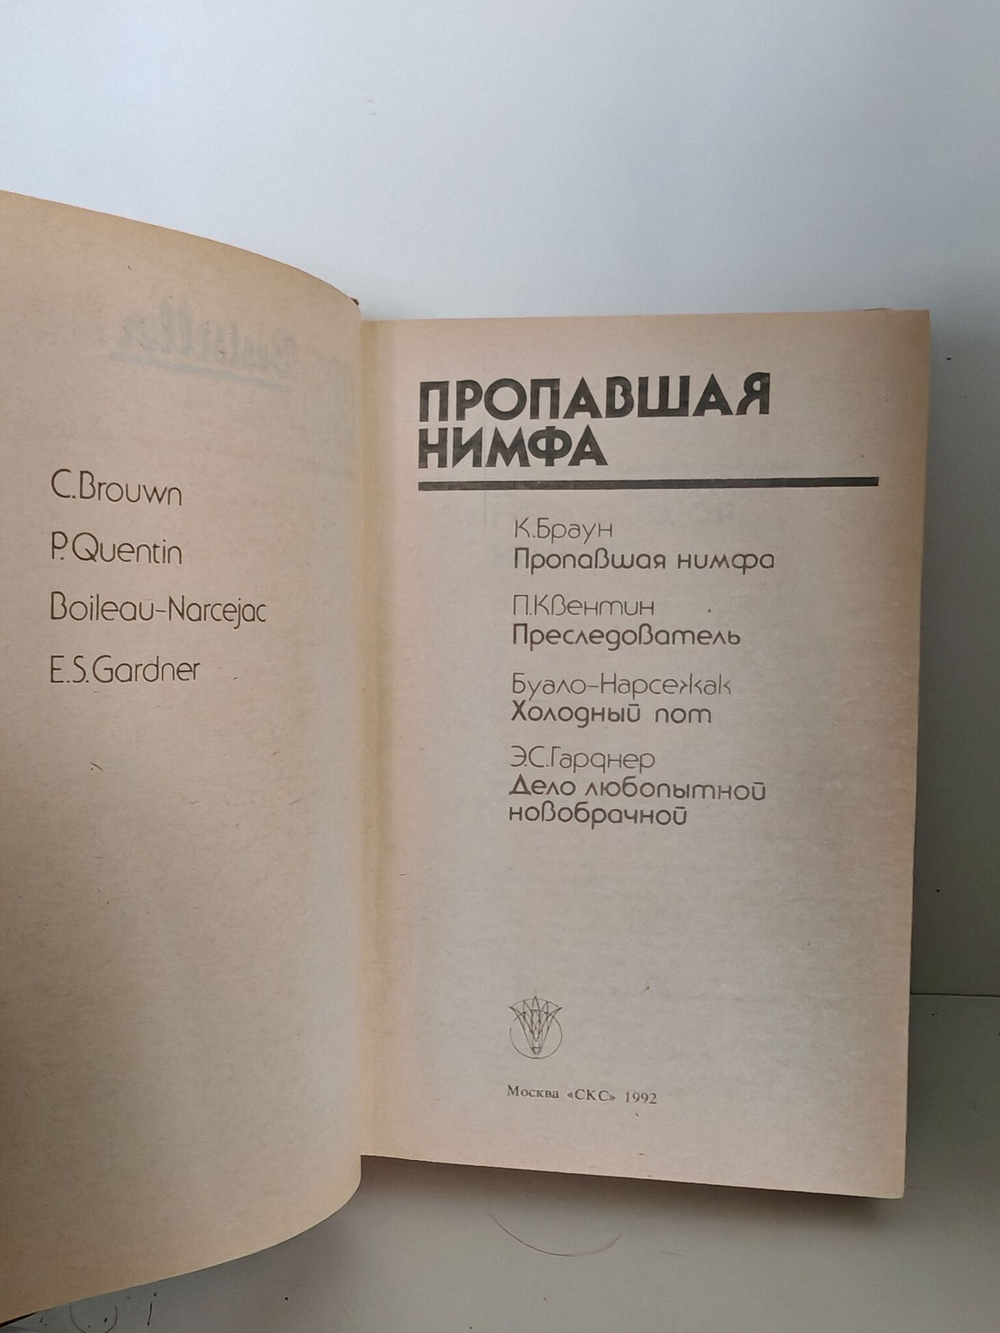 C.Brouwn
P.Quentin
Boileau-Narcejac
E.S.Gardner
ПРОПАВШАЯ
НИМФА
К.Браун
Пропавшая нимфа
П.Квентин
Преследователь
Буало-Нарсежак
Холодный пот
Э.С.Гарднер
Дело любопытной
новобрачной
Москва «СКС» 1992